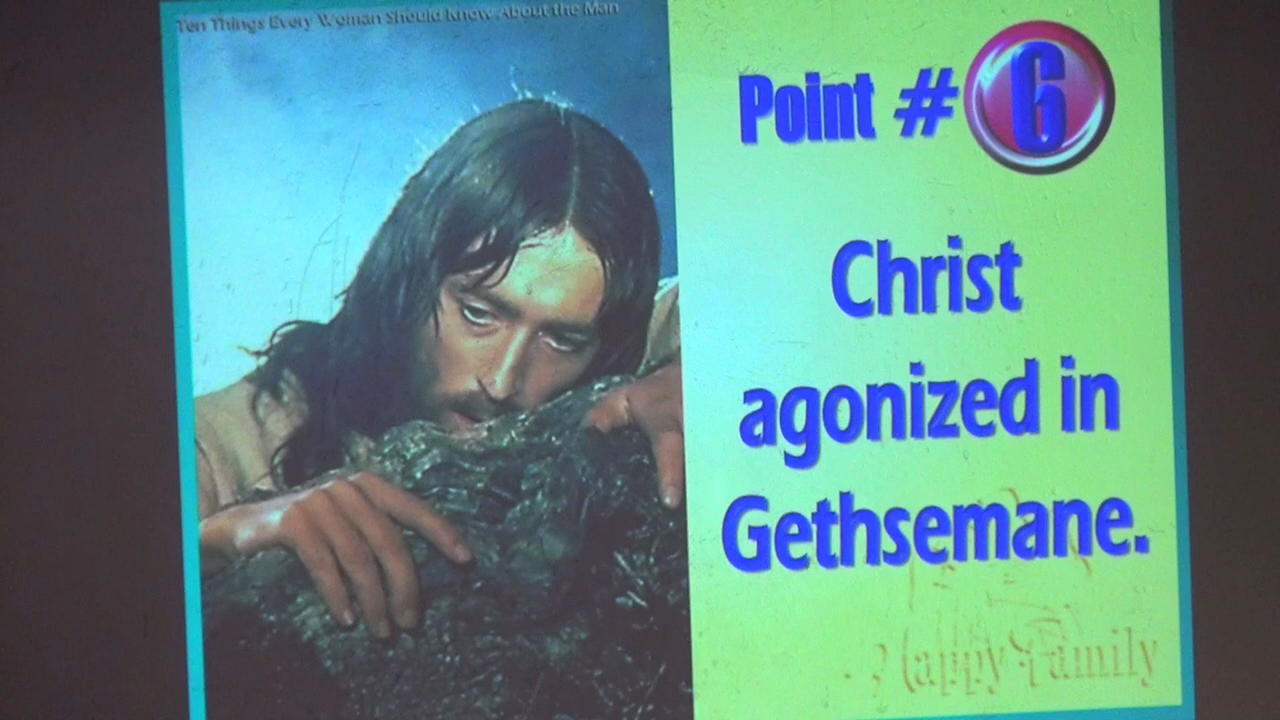 Ten Things Every Woman Should Know About the Man
Point # 6
Christ
agonized in
Gethsemane.
Happy Family